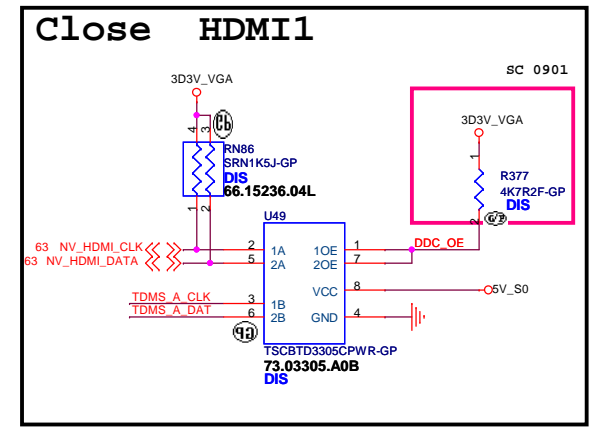 Close HDMI1
SC 0901
3D3V_VGA
3D3V_VGA
4
3
RN86
SRN1K5J-GP
DIS
66.15236.04L
1
R377
4K7R2F-GP
DIS
2
1
2
U49
63 NV_HDMI_CLK
2
1A
1OE
1
DDC_OE
63 NV_HDMI_DATA
5
2A
2OE
7
VCC
8
5V_S0
TDMS_A_CLK
3
1B
TDMS_A_DAT
6
2B
GND
4
TSCBTD3305CPWR-GP
73.03305.A0B
DIS